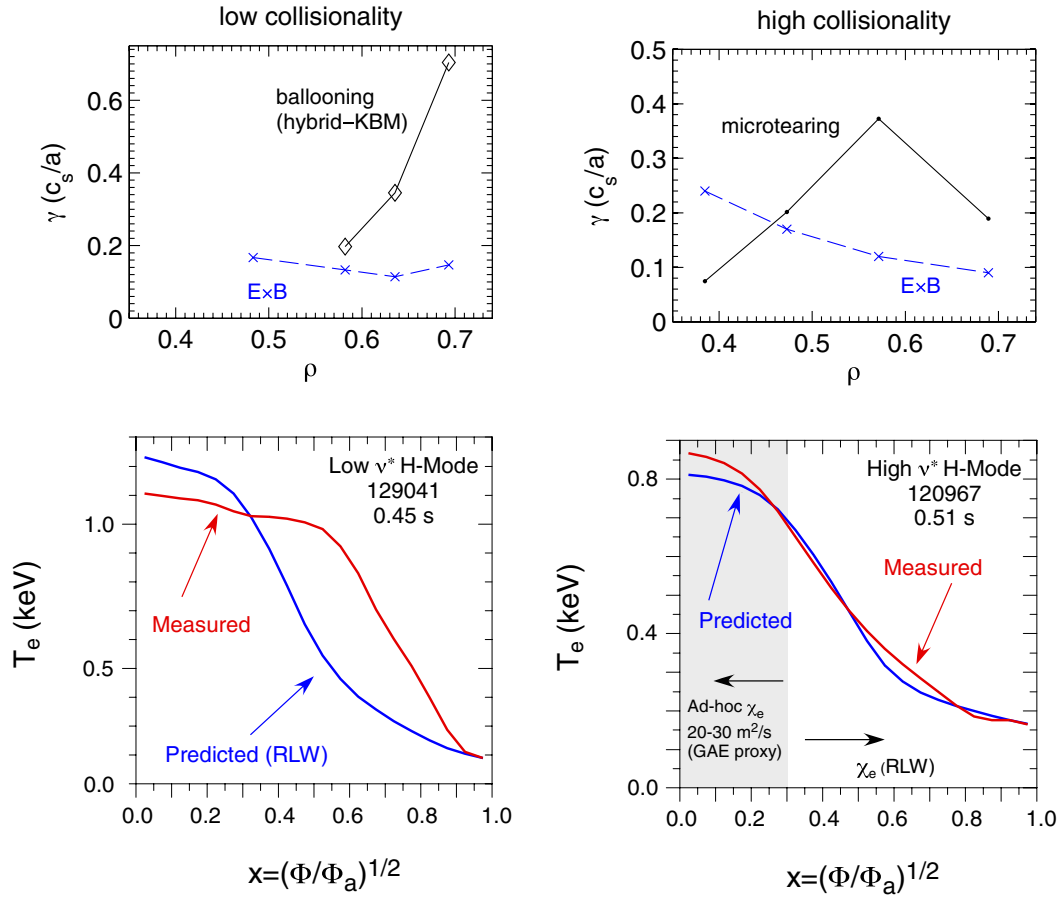 low collisionality
high collisionality
γ (c_s/a)
0.6
0.4
0.2
0
ballooning
(hybrid−KBM)
E×B
0.4
0.5
0.6
0.7
ρ
γ (c_s/a)
0.5
0.4
0.3
0.2
0.1
0
microtearing
E×B
0.4
0.5
0.6
0.7
ρ
T_e (keV)
1.0
0.5
0.0
Low ν* H-Mode
129041
0.45 s
Measured
Predicted (RLW)
0.0
0.2
0.4
0.6
0.8
1.0
x=(Φ/Φ_a)^1/2
T_e (keV)
0.8
0.4
0.0
High ν* H-Mode
120967
0.51 s
Measured
Predicted
Ad-hoc χ_e
20-30 m²/s
(GAE proxy)
χ_e (RLW)
0.0
0.2
0.4
0.6
0.8
1.0
x=(Φ/Φ_a)^1/2